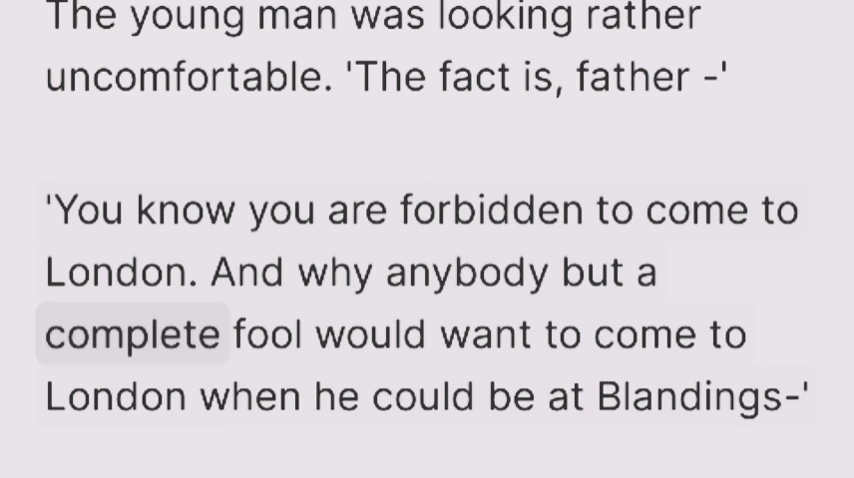 The young man was looking rather
uncomfortable. 'The fact is, father -'
'You know you are forbidden to come to
London. And why anybody but a
complete fool would want to come to
London when he could be at Blandings-'